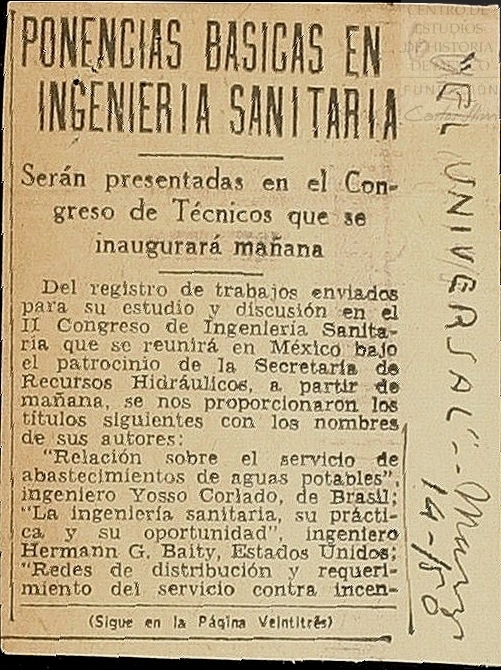 PONENCIAS BASICAS EN
INGENIERIA SANITARIA
Serán presentadas en el Con-
greso de Técnicos que se
inaugurará mañana
Del registro de trabajos enviados
para su estudio y discusión en el
II Congreso de Ingeniería Sanita-
ria que se reunirá en México bajo
el patrocinio de la Secretaría de
Recursos Hidráulicos, a partir de
mañana, se nos proporcionaron los
títulos siguientes con los nombres
de sus autores:
"Relación sobre el servicio de
abastecimientos de aguas potables",
ingeniero Yosso Corlado, de Brasil;
"La ingeniería sanitaria, su prácti-
ca y su oportunidad", ingeniero
Hermann G. Baity, Estados Unidos;
"Redes de distribución y requeri-
miento del servicio contra incen-
(Sigue en la Página Veintitrés)
"EL UNIVERSAL"--Marzo
14-/50
CENTRO DE
ESTUDIOS
DE HISTORIA
DE MEXICO
FUNDACIÓN
Carlos Slim